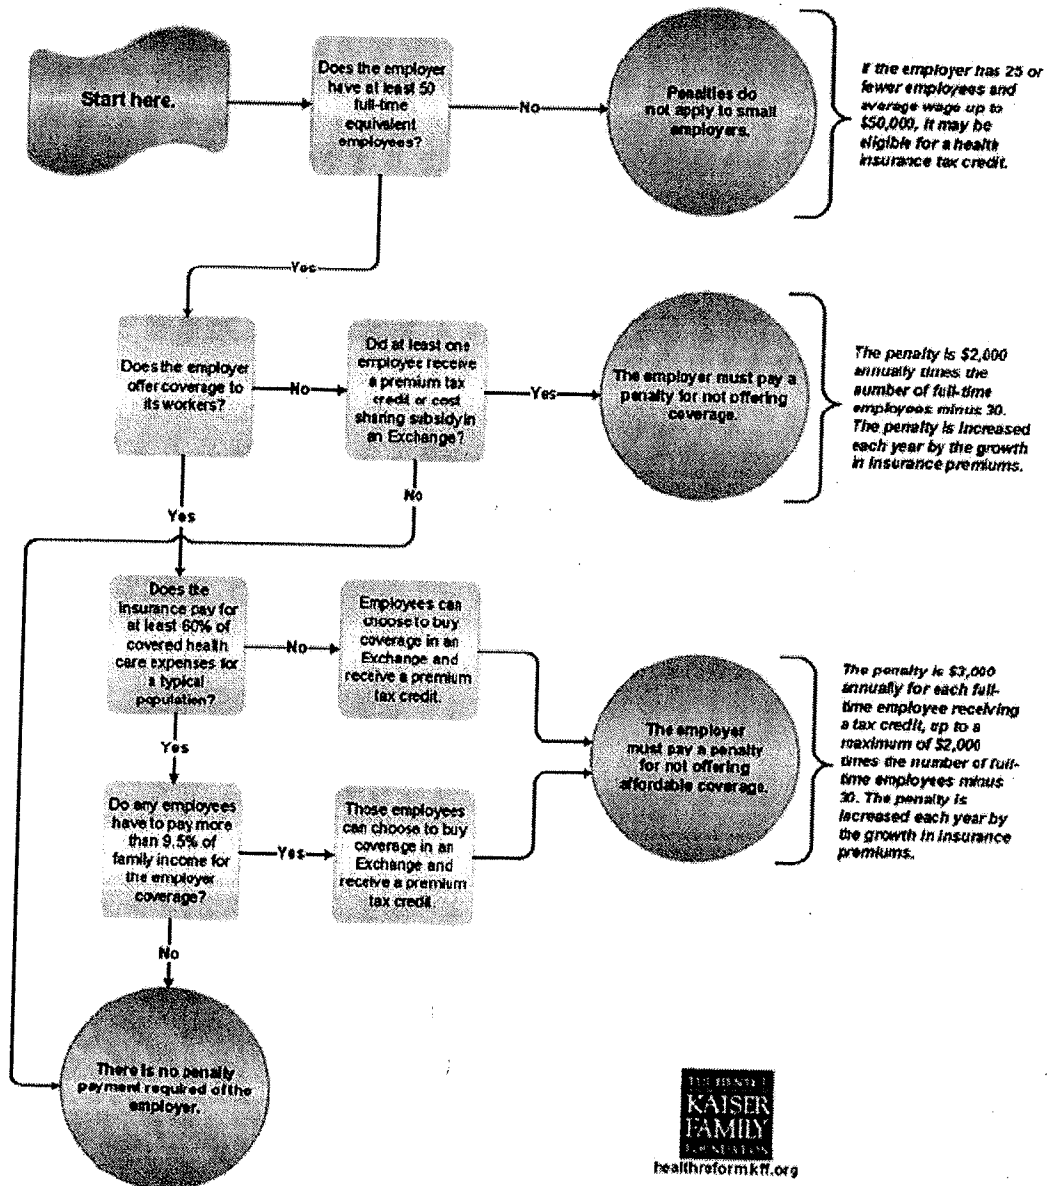 Start here.
Does the employer
have at least 50
full-time
equivalent
employees?
No
Penalties do
not apply to small
employers.
If the employer has 25 or
fewer employees and
average wage up to
$50,000, it may be
eligible for a health
insurance tax credit.
Yes
Does the employer
offer coverage to
its workers?
No
Did at least one
employee receive
a premium tax
credit or cost
sharing subsidy in
an Exchange?
Yes
The employer must pay a
penalty for not offering
coverage.
The penalty is $2,000
annually times the
number of full-time
employees minus 30.
The penalty is increased
each year by the growth
in insurance premiums.
No
Yes
Does the
insurance pay for
at least 60% of
covered health
care expenses for
a typical
population?
No
Employees can
choose to buy
coverage in an
Exchange and
receive a premium
tax credit.
The employer
must pay a penalty
for not offering
affordable coverage.
The penalty is $3,000
annually for each full-
time employee receiving
a tax credit, up to a
maximum of $2,000
times the number of full-
time employees minus
30. The penalty is
increased each year by
the growth in insurance
premiums.
Yes
Do any employees
have to pay more
than 9.5% of
family income for
the employer
coverage?
Yes
Those employees
can choose to buy
coverage in an
Exchange and
receive a premium
tax credit.
No
There is no penalty
payment required of the
employer.
THE HENRY J.
KAISER
FAMILY
FOUNDATION
healthreform.kff.org